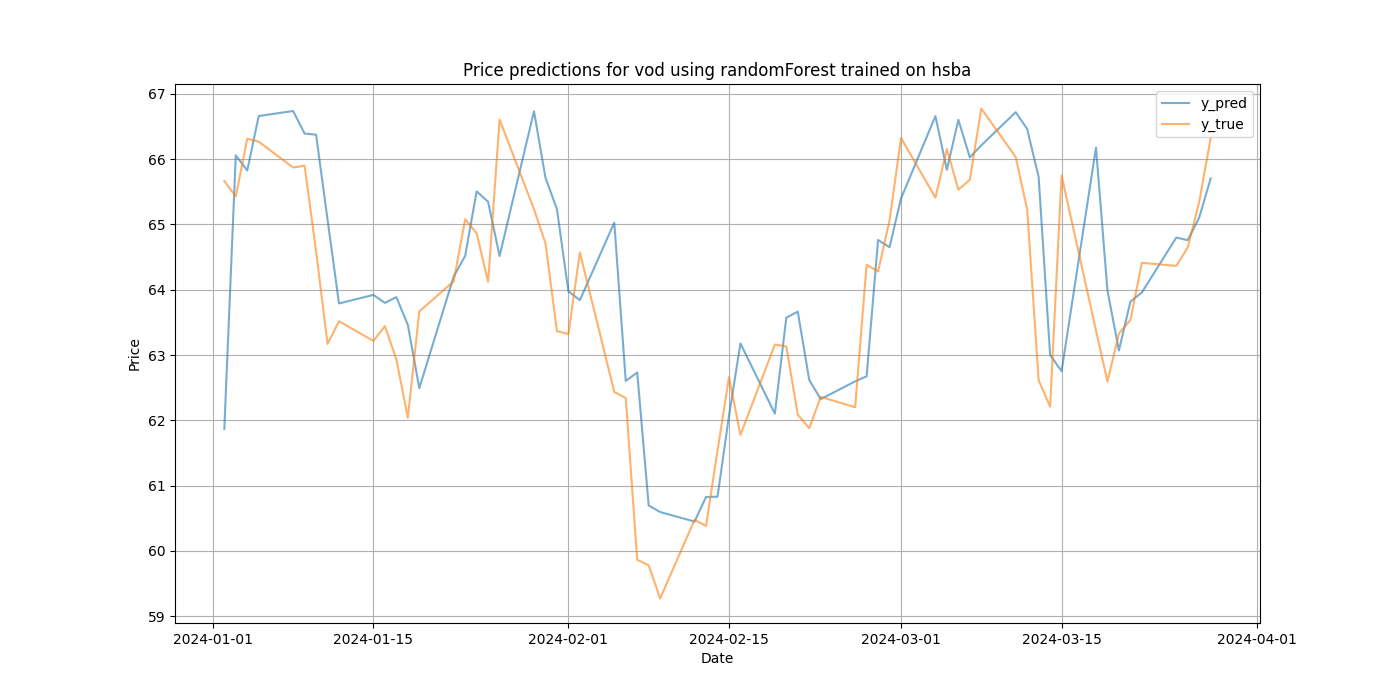 Price predictions for vod using randomForest trained on hsba
y_pred
y_true
67
66
65
64
63
62
61
60
59
Price
2024-01-01 2024-01-15 2024-02-01 2024-02-15 2024-03-01 2024-03-15 2024-04-01
Date